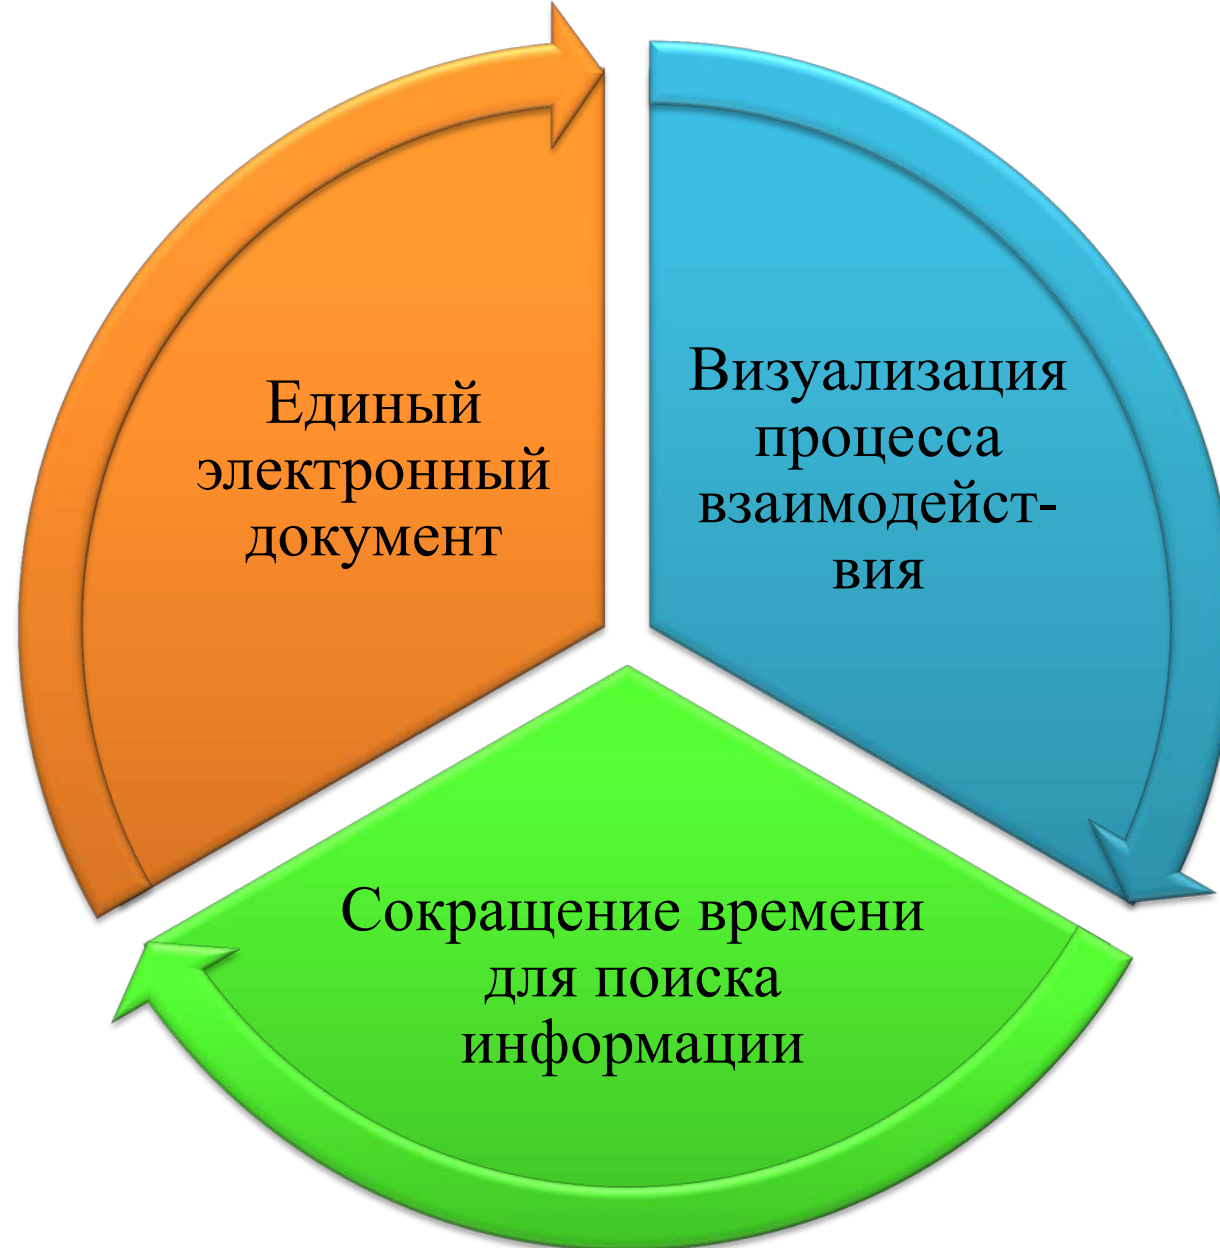 Единый
электронный
документ
Визуализация
процесса
взаимодейст-
вия
Сокращение времени
для поиска
информации